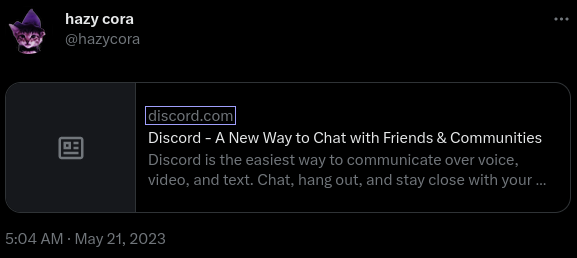 hazy cora
@hazycora
discord.com
Discord - A New Way to Chat with Friends & Communities
Discord is the easiest way to communicate over voice,
video, and text. Chat, hang out, and stay close with your ...
5:04 AM · May 21, 2023